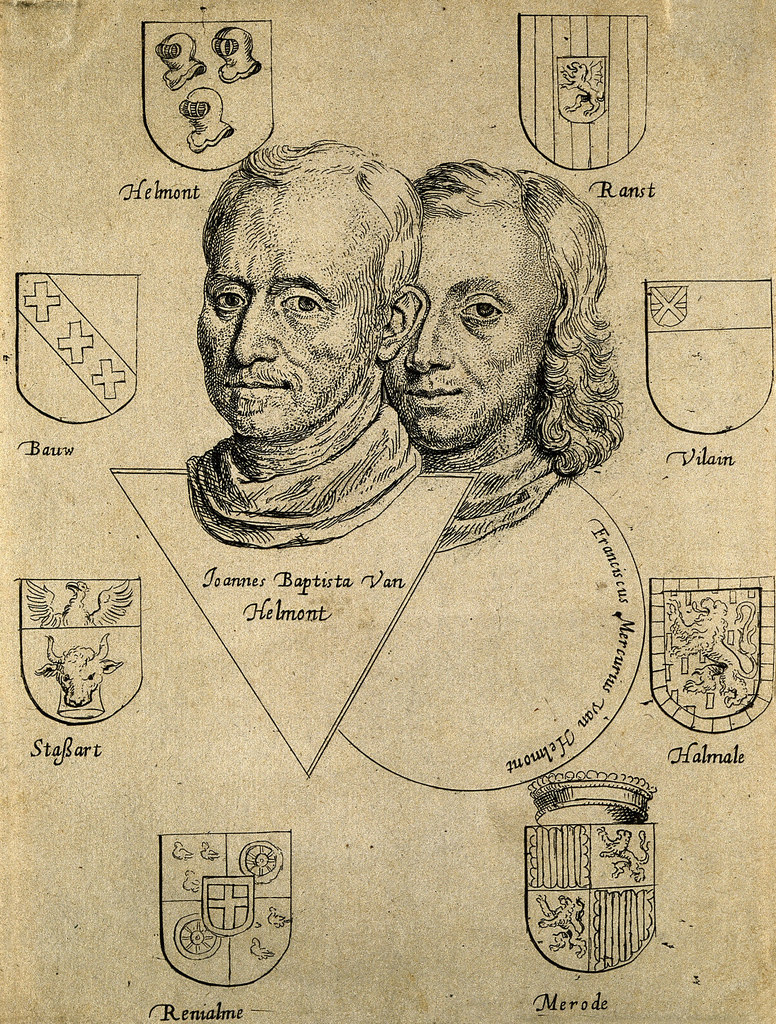 Helmont
Ranst
Bauw
Vilain
Joannes Baptista Van
Helmont
Franciscus Mercurius van Helmont
Staßart
Halmale
Renialme
Merode